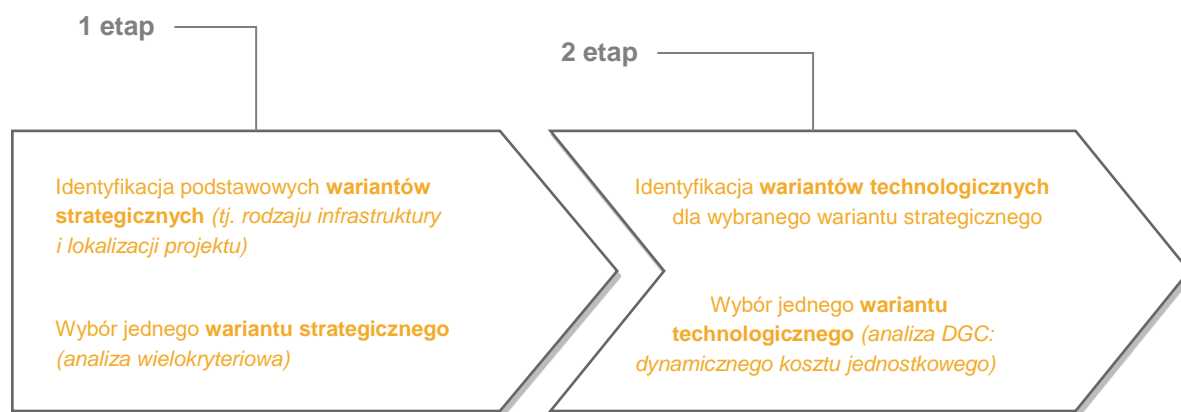 1 etap
2 etap
Identyfikacja podstawowych wariantów
strategicznych (tj. rodzaju infrastruktury
i lokalizacji projektu)
Wybór jednego wariantu strategicznego
(analiza wielokryteriowa)
Identyfikacja wariantów technologicznych
dla wybranego wariantu strategicznego
Wybór jednego wariantu
technologicznego (analiza DGC:
dynamicznego kosztu jednostkowego)